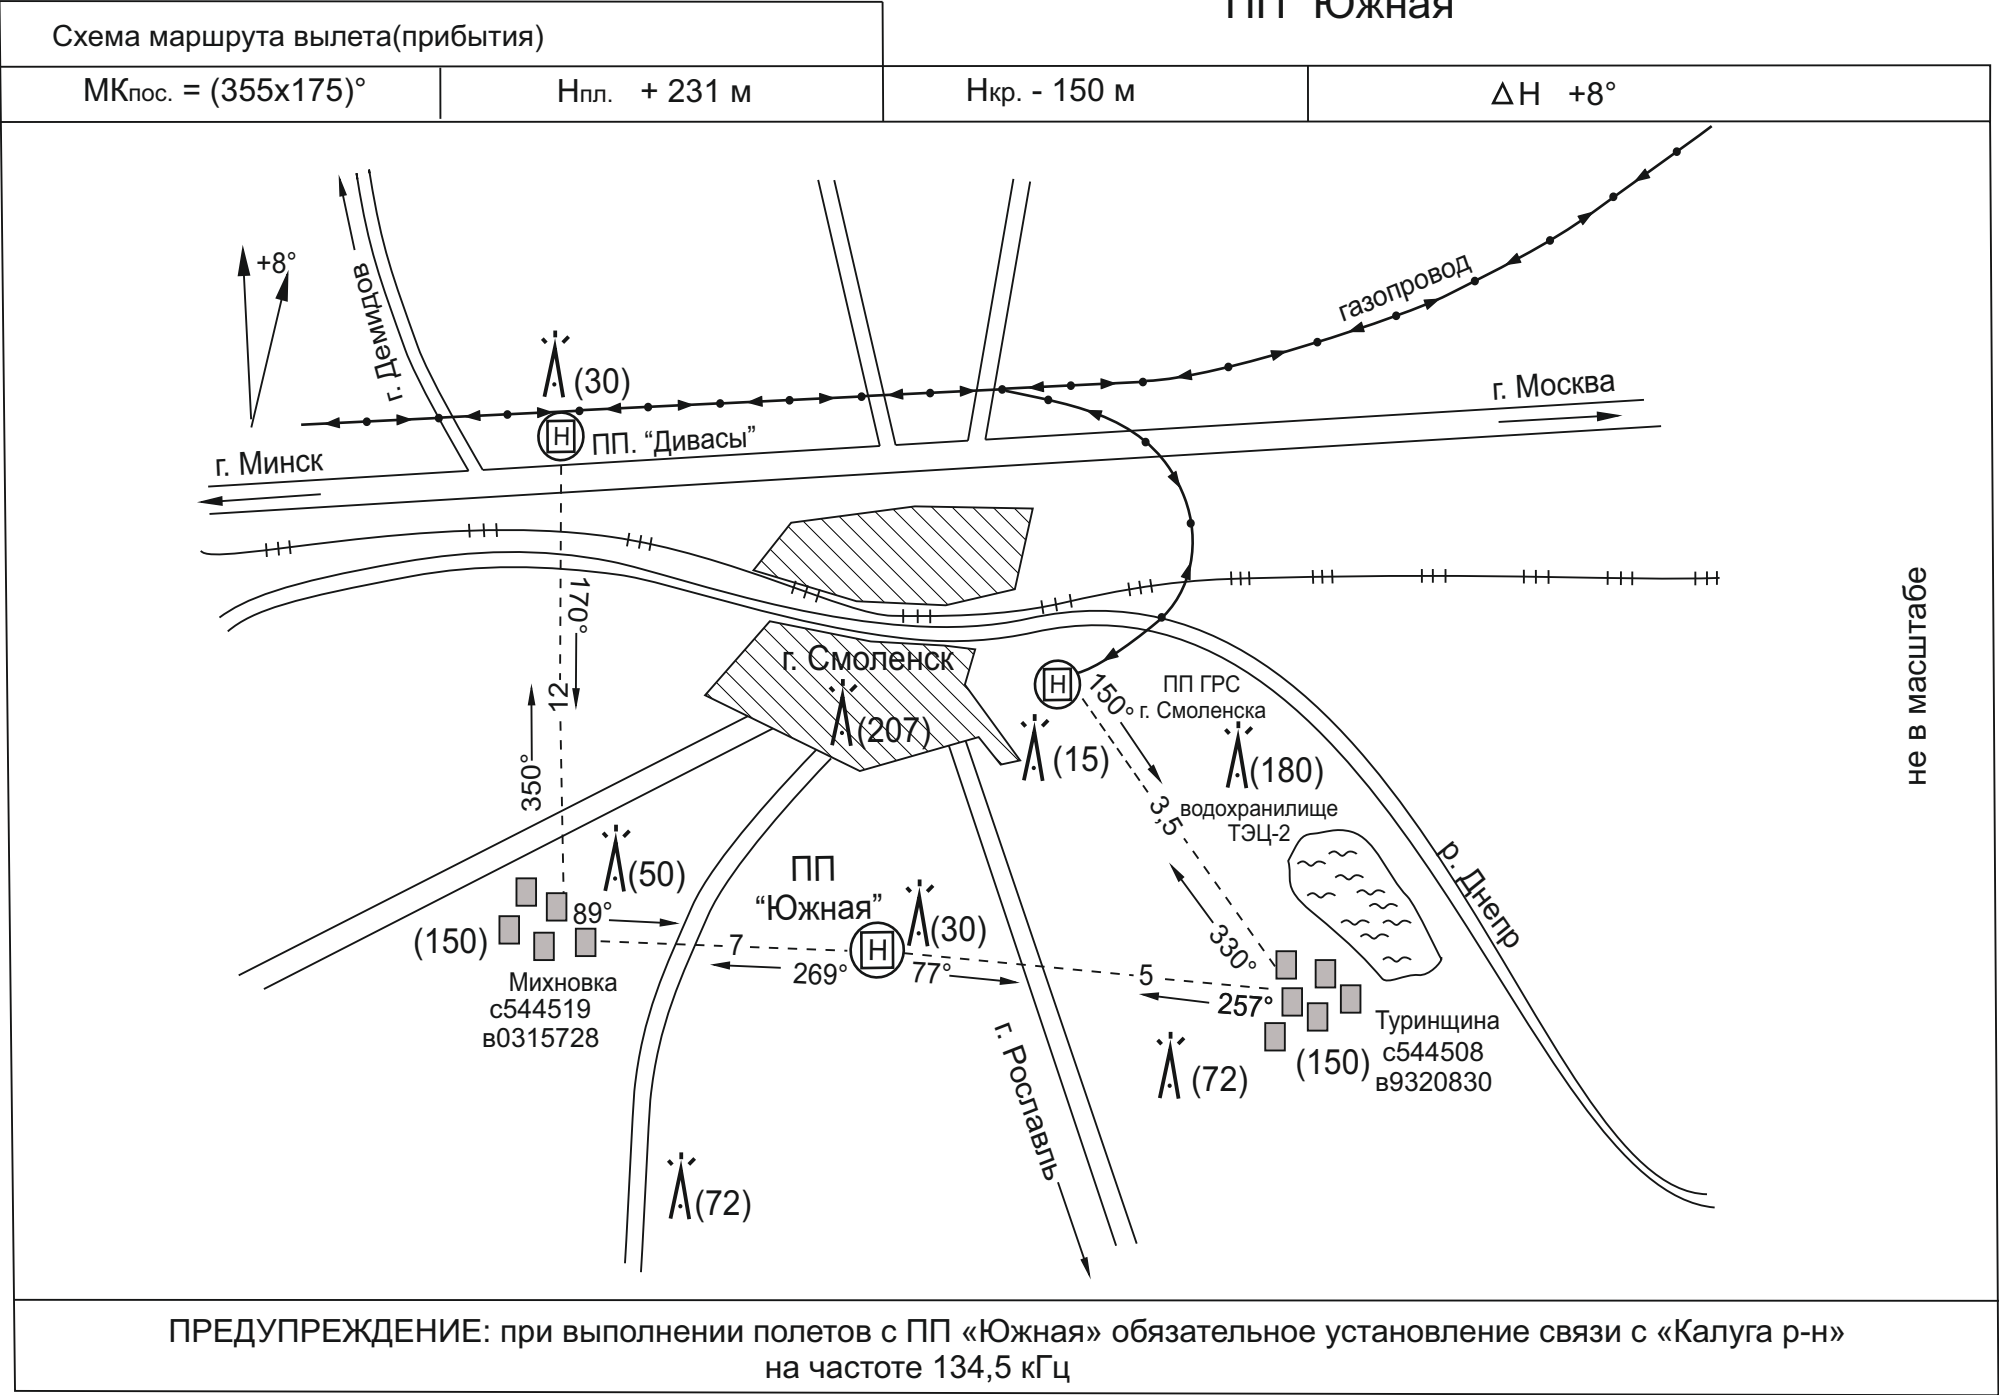 ПП "Южная
Схема маршрута вылета(прибытия)
МКпос. = (355x175)°
Нпл. + 231 м
Нкр. - 150 м
△Н +8°
+8°
г. Демидов
газопровод
(30)
г. Москва
ПП. “Дивасы”
г. Минск
Н
170°
12
350°
г. Смоленск
(207)
Н
150°
ПП ГРС
г. Смоленска
(15)
(180)
3,5
водохранилище
ТЭЦ-2
330°
р. Днепр
не в масштабе
(50)
ПП
“Южная”
(30)
Н
89°
7
269°
77°
5
257°
(150)
Михновка
с544519
в0315728
Туринщина
с544508
в9320830
(150)
(72)
г. Рославль
(72)
ПРЕДУПРЕЖДЕНИЕ: при выполнении полетов с ПП «Южная» обязательное установление связи с «Калуга р-н»
на частоте 134,5 кГц